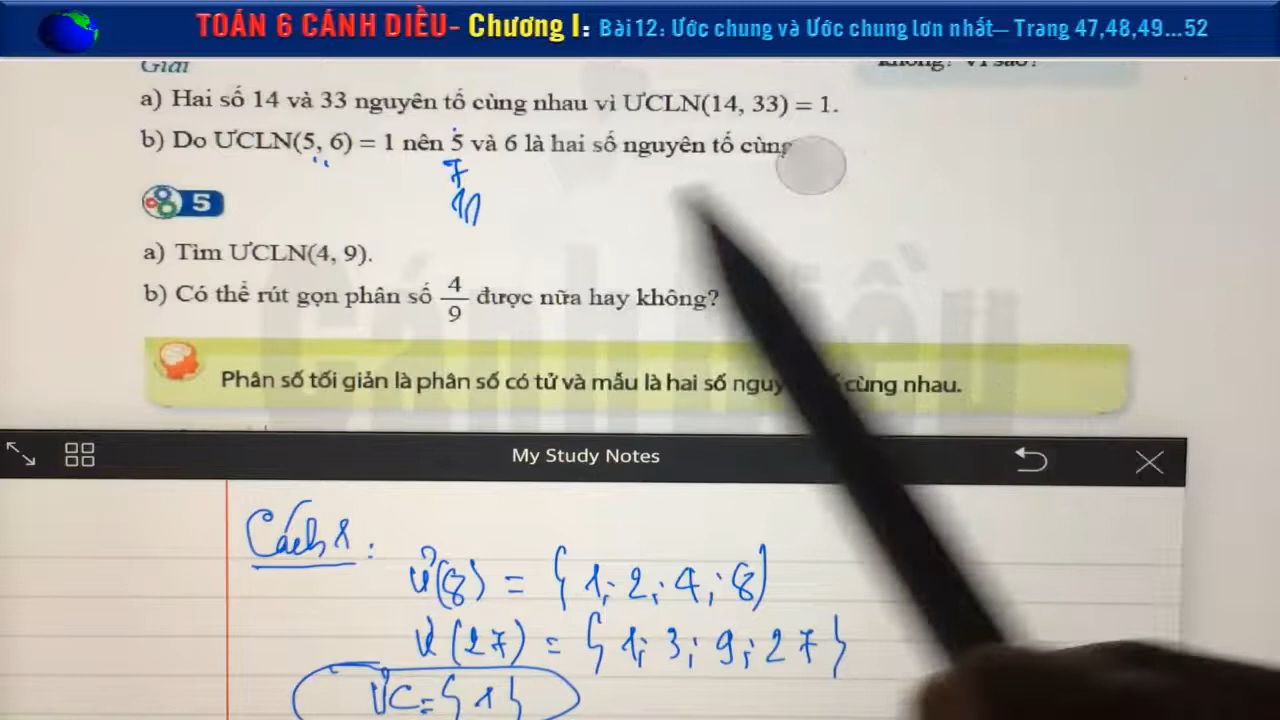 TOÁN 6 CÁNH DIỀU- Chương I: Bài 12: Ước chung và Ước chung lớn nhất– Trang 47,48,49...52
Giải
không? Vì sao?
a) Hai số 14 và 33 nguyên tố cùng nhau vì ƯCLN(14, 33) = 1.
b) Do ƯCLN(5, 6) = 1 nên 5 và 6 là hai số nguyên tố cùng
7
5
a) Tìm ƯCLN(4, 9).
b) Có thể rút gọn phân số 4/9 được nữa hay không?
Phân số tối giản là phân số có tử và mẫu là hai số cùng nhau.
My Study Notes
Cách 1:
Ư(8) = { 1; 2; 4; 8}
Ư(27) = { 1; 3; 9; 27 }
ƯC = { 1 }